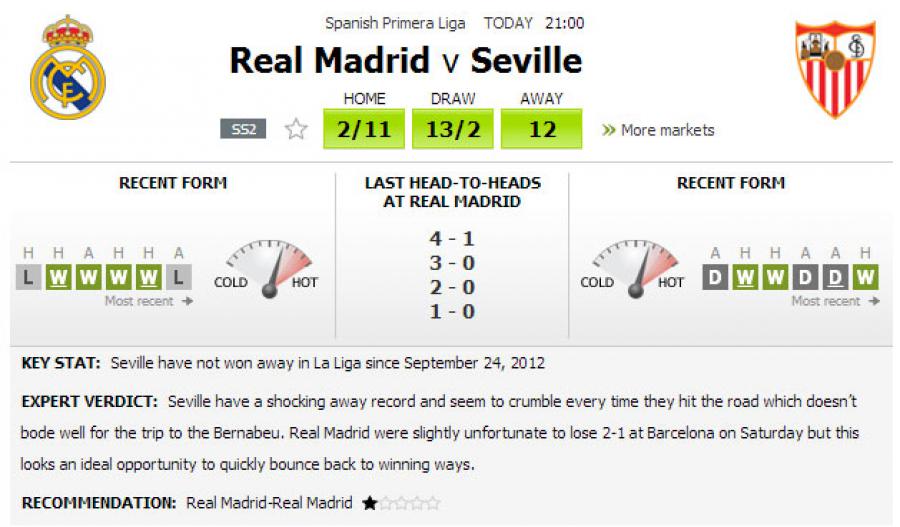 Spanish Primera Liga TODAY 21:00
Real Madrid v Seville
HOME DRAW AWAY
SS2 2/11 13/2 12 » More markets
RECENT FORM
LAST HEAD-TO-HEADS
AT REAL MADRID
RECENT FORM
4 - 1
3 - 0
2 - 0
1 - 0
H H A H H A
L W W W W L
COLD HOT
Most recent →
A H H A A H
COLD HOT
D W W D D W
Most recent →
KEY STAT: Seville have not won away in La Liga since September 24, 2012
EXPERT VERDICT: Seville have a shocking away record and seem to crumble every time they hit the road which doesn't
bode well for the trip to the Bernabeu. Real Madrid were slightly unfortunate to lose 2-1 at Barcelona on Saturday but this
looks an ideal opportunity to quickly bounce back to winning ways.
RECOMMENDATION: Real Madrid-Real Madrid